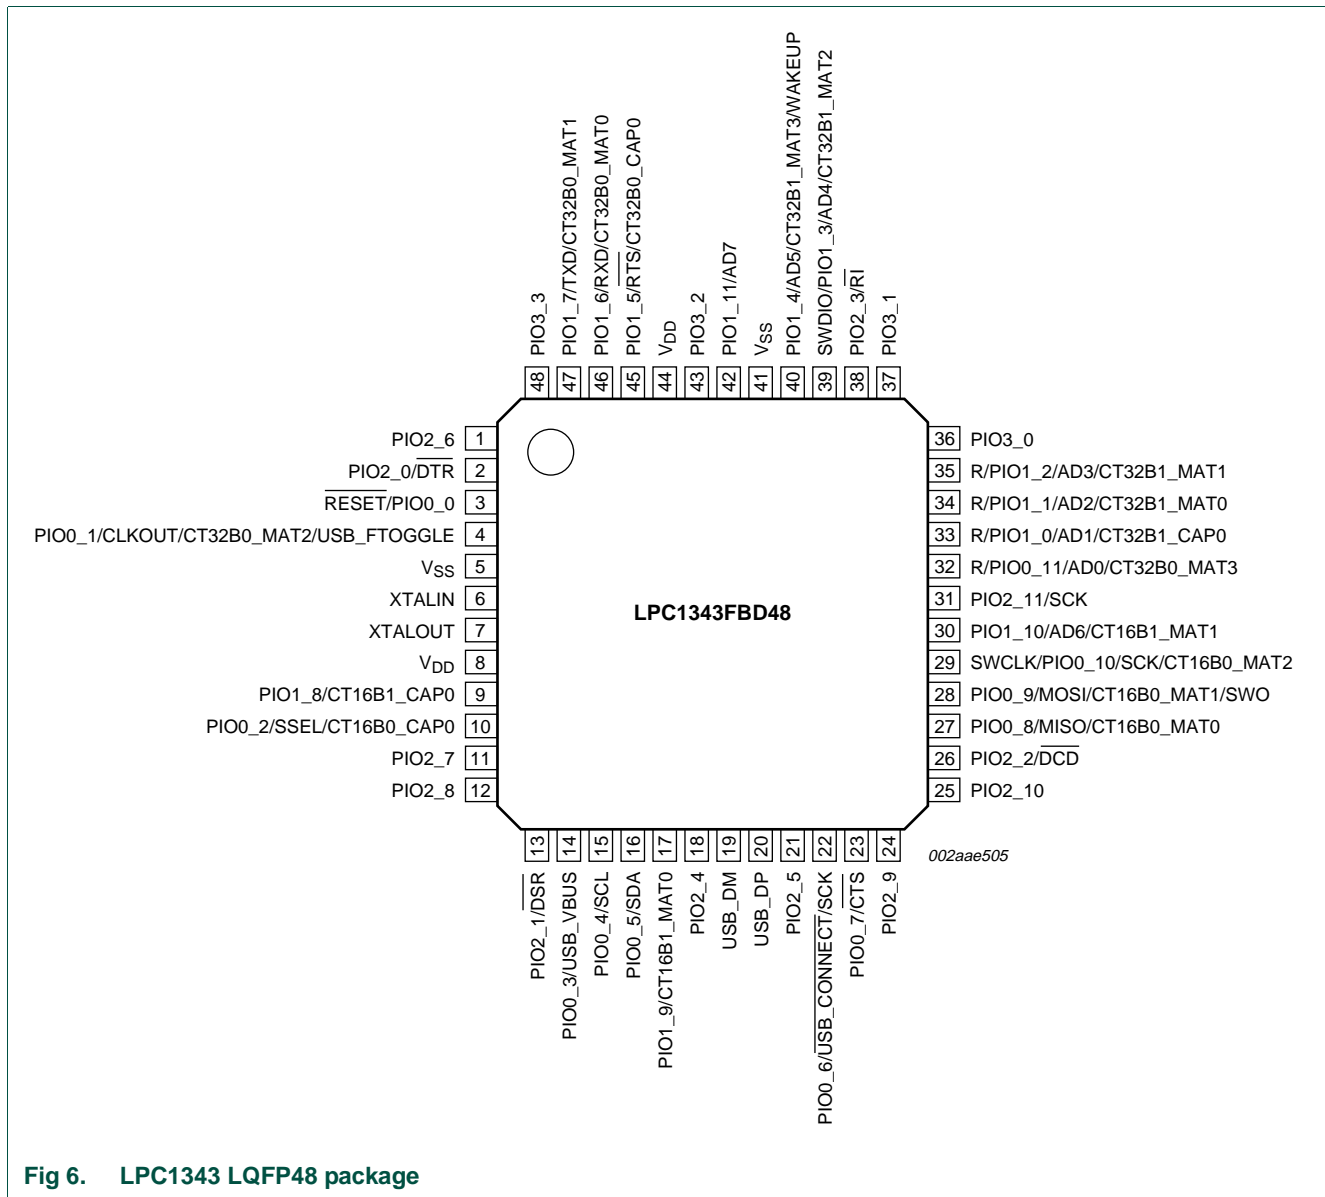 PIO3_3
PIO1_7/TXD/CT32B0_MAT1
PIO1_6/RXD/CT32B0_MAT0
PIO1_5/RTS/CT32B0_CAP0
VDD
PIO3_2
PIO1_11/AD7
VSS
PIO1_4/AD5/CT32B1_MAT3/WAKEUP
SWDIO/PIO1_3/AD4/CT32B1_MAT2
PIO2_3/RI
PIO3_1
48
47
46
45
44
43
42
41
40
39
38
37
PIO2_6 1
PIO2_0/DTR 2
RESET/PIO0_0 3
PIO0_1/CLKOUT/CT32B0_MAT2/USB_FTOGGLE 4
VSS 5
XTALIN 6
XTALOUT 7
VDD 8
PIO1_8/CT16B1_CAP0 9
PIO0_2/SSEL/CT16B0_CAP0 10
PIO2_7 11
PIO2_8 12
LPC1343FBD48
36 PIO3_0
35 R/PIO1_2/AD3/CT32B1_MAT1
34 R/PIO1_1/AD2/CT32B1_MAT0
33 R/PIO1_0/AD1/CT32B1_CAP0
32 R/PIO0_11/AD0/CT32B0_MAT3
31 PIO2_11/SCK
30 PIO1_10/AD6/CT16B1_MAT1
29 SWCLK/PIO0_10/SCK/CT16B0_MAT2
28 PIO0_9/MOSI/CT16B0_MAT1/SWO
27 PIO0_8/MISO/CT16B0_MAT0
26 PIO2_2/DCD
25 PIO2_10
13
14
15
16
17
18
19
20
21
22
23
24
PIO2_1/DSR
PIO0_3/USB_VBUS
PIO0_4/SCL
PIO0_5/SDA
PIO1_9/CT16B1_MAT0
PIO2_4
USB_DM
USB_DP
PIO2_5
PIO0_6/USB_CONNECT/SCK
PIO0_7/CTS
PIO2_9
002aae505
Fig 6. LPC1343 LQFP48 package